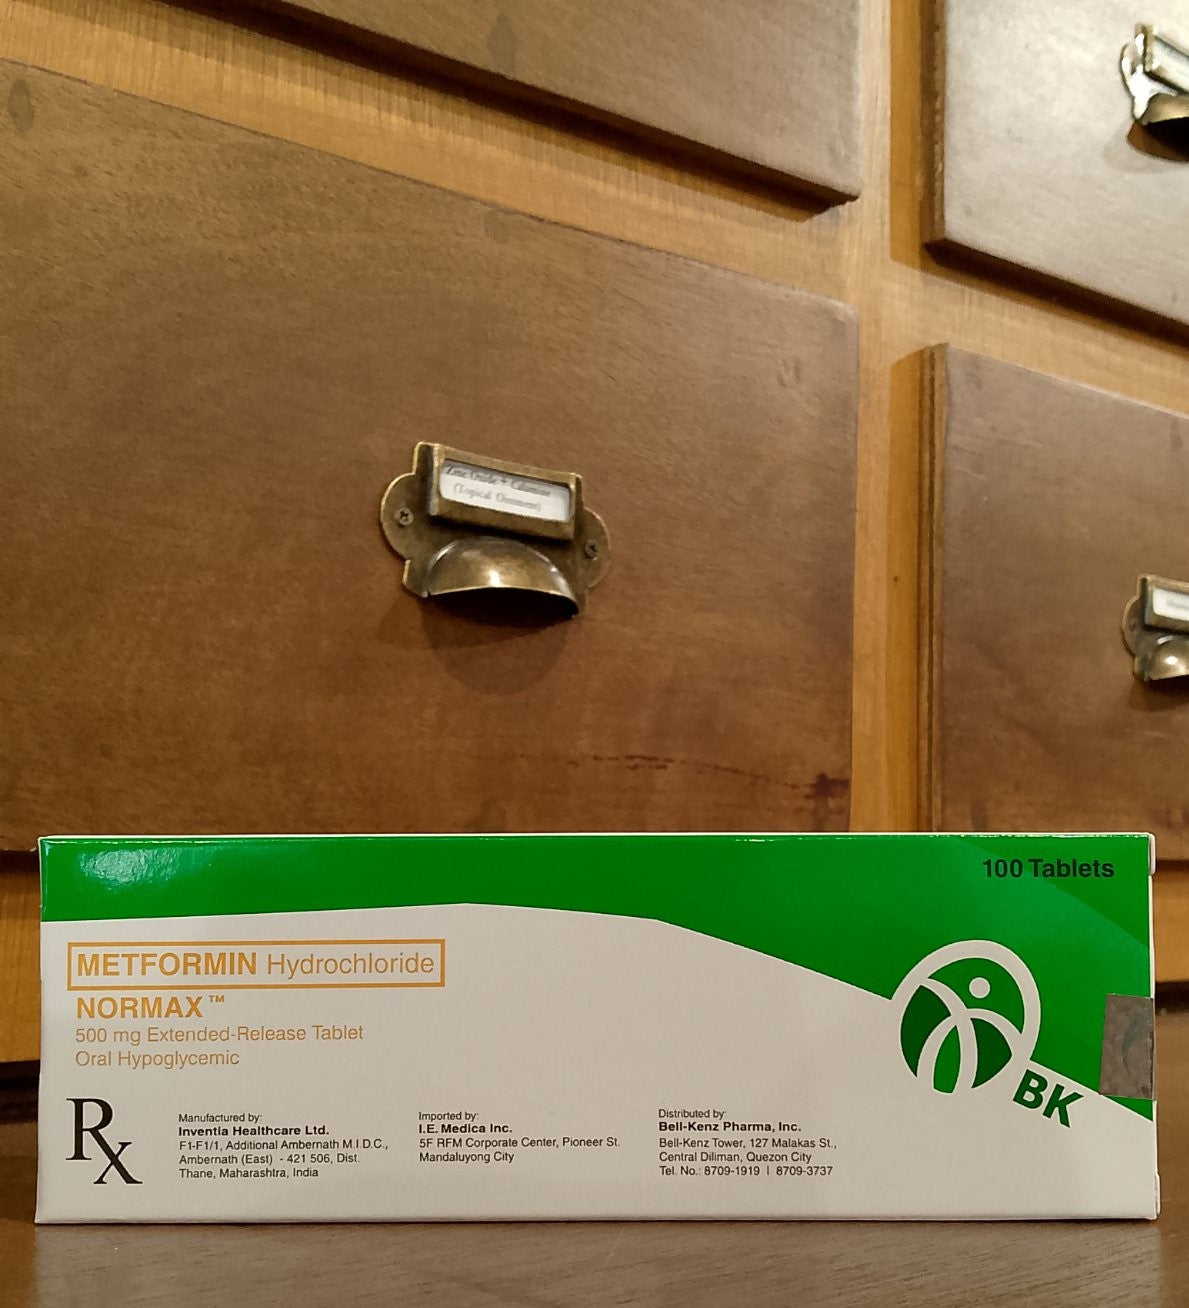 Zinc Oxide + Calamine
(Topical Ointment)
100 Tablets
METFORMIN Hydrochloride
NORMAX™
500 mg Extended-Release Tablet
Oral Hypoglycemic
BK
Rx
Manufactured by:
Inventia Healthcare Ltd.
F1-F1/1, Additional Ambernath M.I.D.C.,
Ambernath (East) - 421 506, Dist.
Thane, Maharashtra, India
Imported by:
I.E. Medica Inc.
5F RFM Corporate Center, Pioneer St.
Mandaluyong City
Distributed by:
Bell-Kenz Pharma, Inc.
Bell-Kenz Tower, 127 Malakas St.,
Central Diliman, Quezon City
Tel. No.: 8709-1919 | 8709-3737